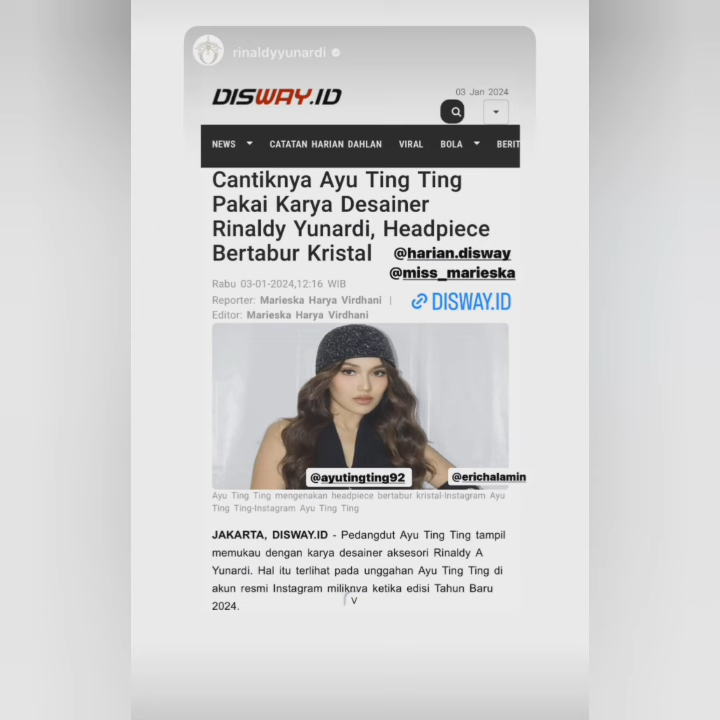 rinaldyyunardi
DISWAY.ID
03 Jan 2024
NEWS CATATAN HARIAN DAHLAN VIRAL BOLA BERIT
Cantiknya Ayu Ting Ting
Pakai Karya Desainer
Rinaldy Yunardi, Headpiece
Bertabur Kristal
@harian.disway
@miss_marieska
Rabu 03-01-2024,12:16 WIB
Reporter: Marieska Harya Virdhani |
DISWAY.ID
Editor: Marieska Harya Virdhani
@ayutingting92
@erichalamin
Ayu Ting Ting mengenakan headpiece bertabur kristal-Instagram Ayu
Ting Ting-Instagram Ayu Ting Ting
JAKARTA, DISWAY.ID - Pedangdut Ayu Ting Ting tampil
memukau dengan karya desainer aksesori Rinaldy A
Yunardi. Hal itu terlihat pada unggahan Ayu Ting Ting di
akun resmi Instagram miliknya ketika edisi Tahun Baru
2024.